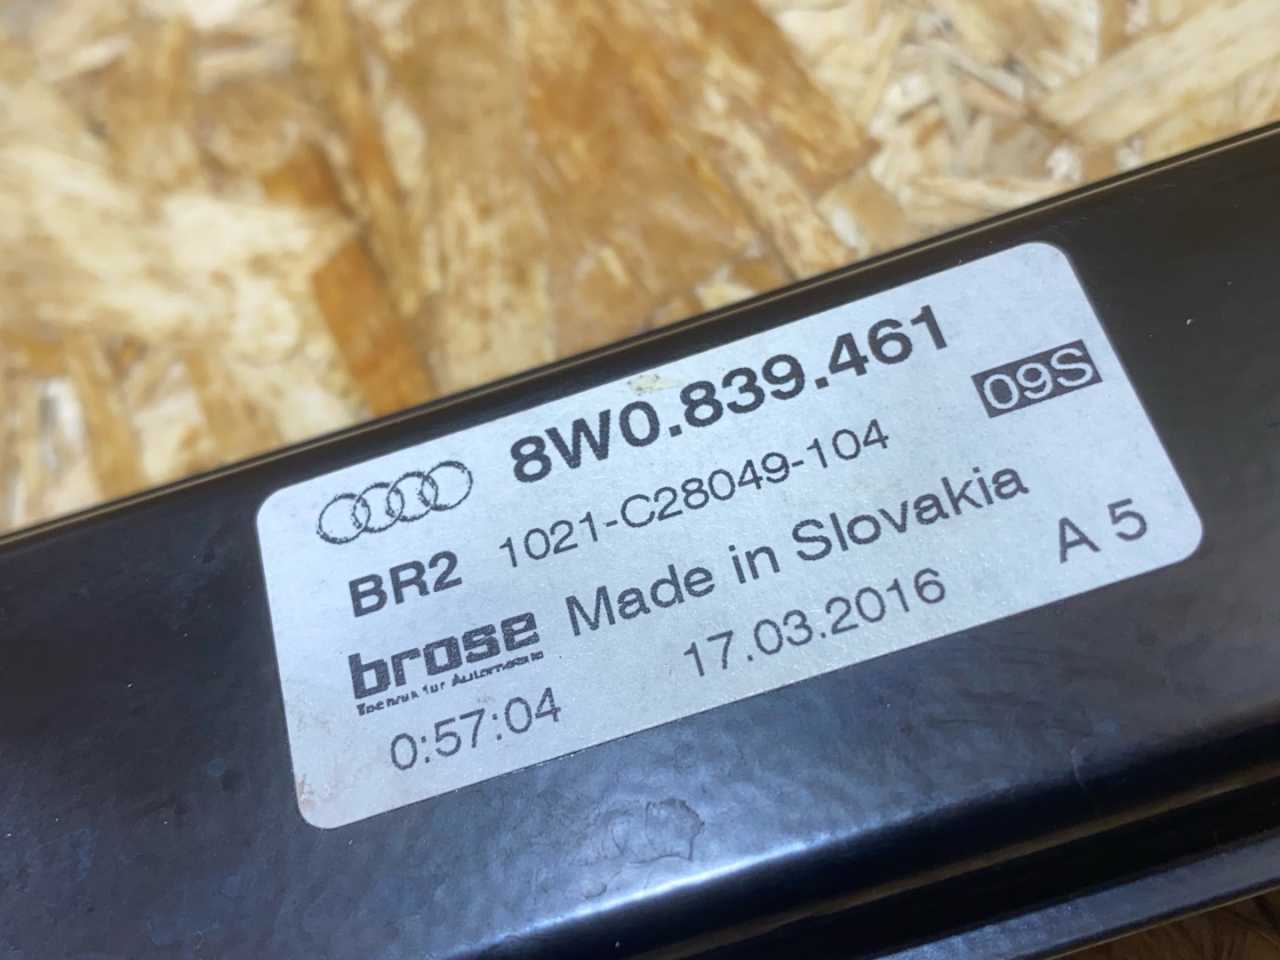 8W0.839.461
09S
BR2 1021-C28049-104
brose Made in Slovakia
A 5
0:57:04 17.03.2016